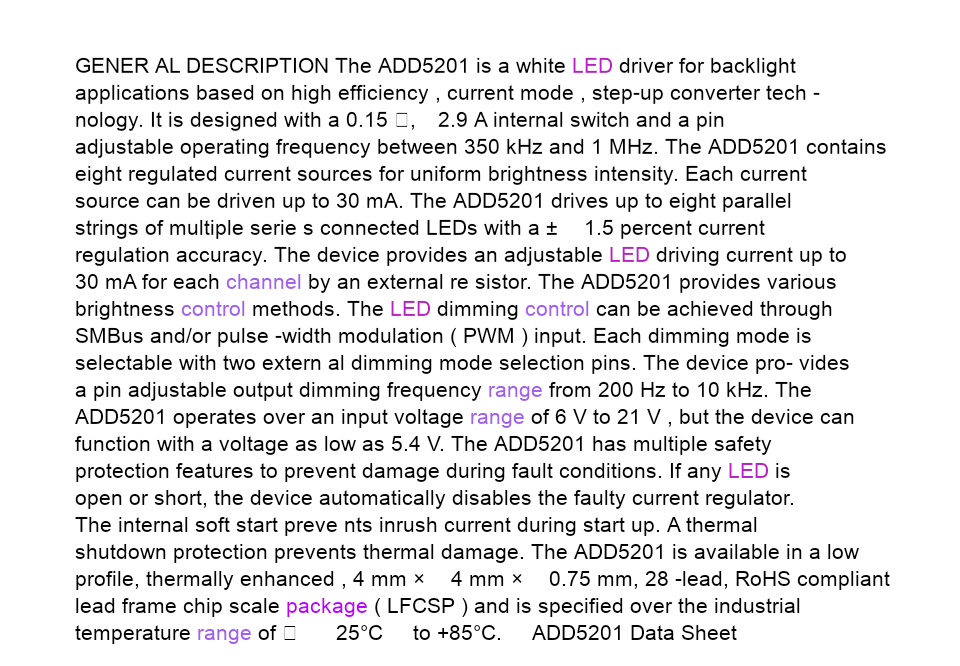 GENER AL DESCRIPTION The ADD5201 is a white LED driver for backlight
applications based on high efficiency , current mode , step-up converter tech -
nology. It is designed with a 0.15 □, 2.9 A internal switch and a pin
adjustable operating frequency between 350 kHz and 1 MHz. The ADD5201 contains
eight regulated current sources for uniform brightness intensity. Each current
source can be driven up to 30 mA. The ADD5201 drives up to eight parallel
strings of multiple serie s connected LEDs with a ± 1.5 percent current
regulation accuracy. The device provides an adjustable LED driving current up to
30 mA for each channel by an external re sistor. The ADD5201 provides various
brightness control methods. The LED dimming control can be achieved through
SMBus and/or pulse -width modulation ( PWM ) input. Each dimming mode is
selectable with two extern al dimming mode selection pins. The device pro- vides
a pin adjustable output dimming frequency range from 200 Hz to 10 kHz. The
ADD5201 operates over an input voltage range of 6 V to 21 V , but the device can
function with a voltage as low as 5.4 V. The ADD5201 has multiple safety
protection features to prevent damage during fault conditions. If any LED is
open or short, the device automatically disables the faulty current regulator.
The internal soft start preve nts inrush current during start up. A thermal
shutdown protection prevents thermal damage. The ADD5201 is available in a low
profile, thermally enhanced , 4 mm × 4 mm × 0.75 mm, 28 -lead, RoHS compliant
lead frame chip scale package ( LFCSP ) and is specified over the industrial
temperature range of □ 25°C to +85°C. ADD5201 Data Sheet